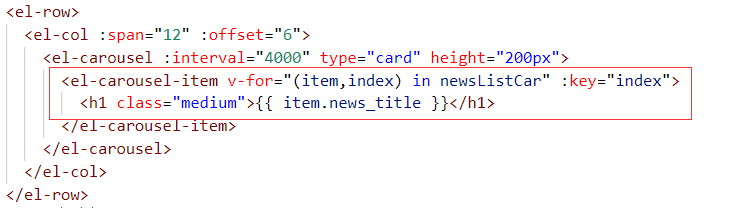 <el-row>
<el-col :span="12" :offset="6">
<el-carousel :interval="4000" type="card" height="200px">
<el-carousel-item v-for="(item,index) in newsListCar" :key="index">
<h1 class="medium">{{ item.news_title }}</h1>
</el-carousel-item>
</el-carousel>
</el-col>
</el-row>